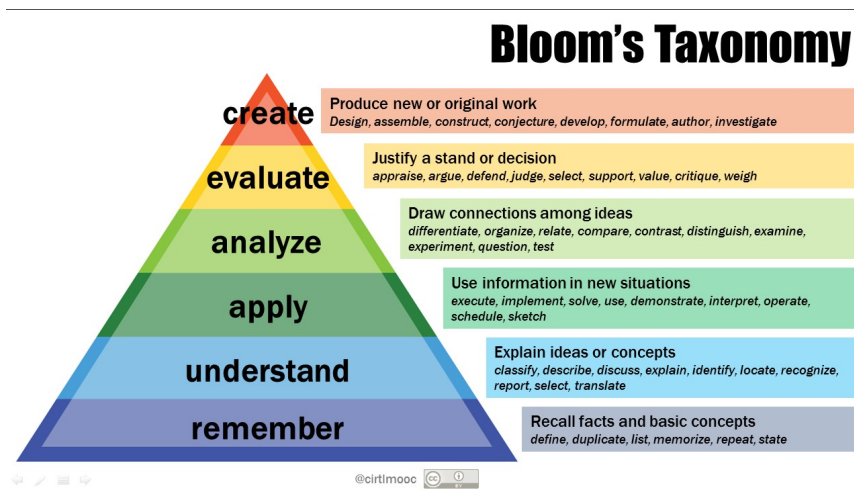 Bloom's Taxonomy
create
Produce new or original work
Design, assemble, construct, conjecture, develop, formulate, author, investigate
evaluate
Justify a stand or decision
appraise, argue, defend, judge, select, support, value, critique, weigh
analyze
Draw connections among ideas
differentiate, organize, relate, compare, contrast, distinguish, examine,
experiment, question, test
apply
Use information in new situations
execute, implement, solve, use, demonstrate, interpret, operate,
schedule, sketch
understand
Explain ideas or concepts
classify, describe, discuss, explain, identify, locate, recognize,
report, select, translate
remember
Recall facts and basic concepts
define, duplicate, list, memorize, repeat, state
@cirtlmooc
cc
BY